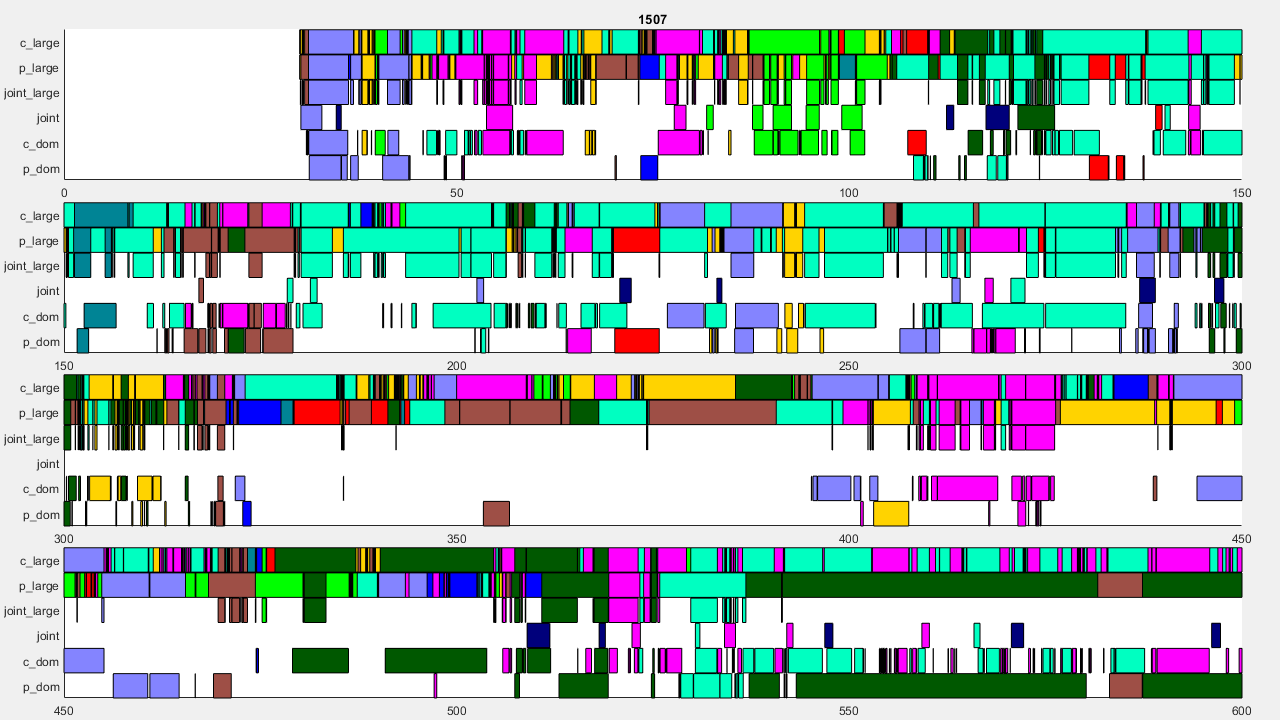 1507
c_large
p_large
joint_large
joint
c_dom
p_dom
0 50 100 150
c_large
p_large
joint_large
joint
c_dom
p_dom
150 200 250 300
c_large
p_large
joint_large
joint
c_dom
p_dom
300 350 400 450
c_large
p_large
joint_large
joint
c_dom
p_dom
450 500 550 600